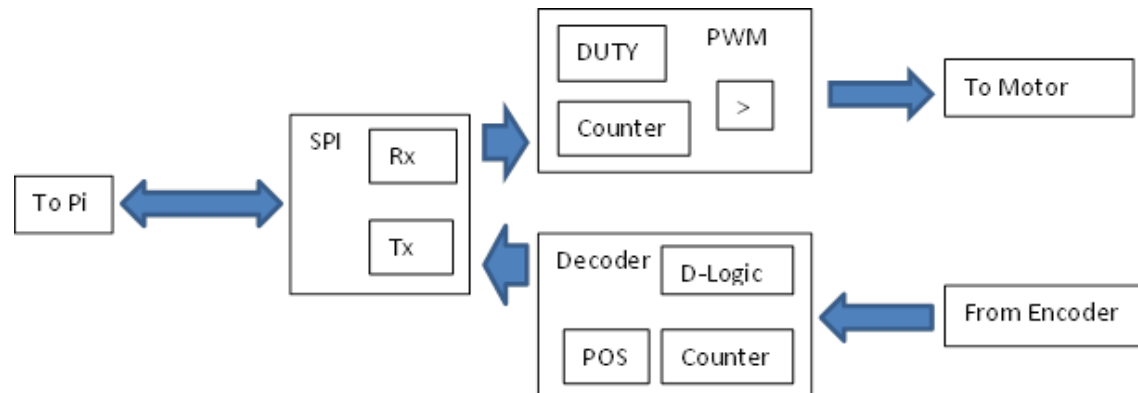 To Pi
SPI
Rx
Tx
DUTY
PWM
Counter
>
To Motor
Decoder
D-Logic
POS
Counter
From Encoder